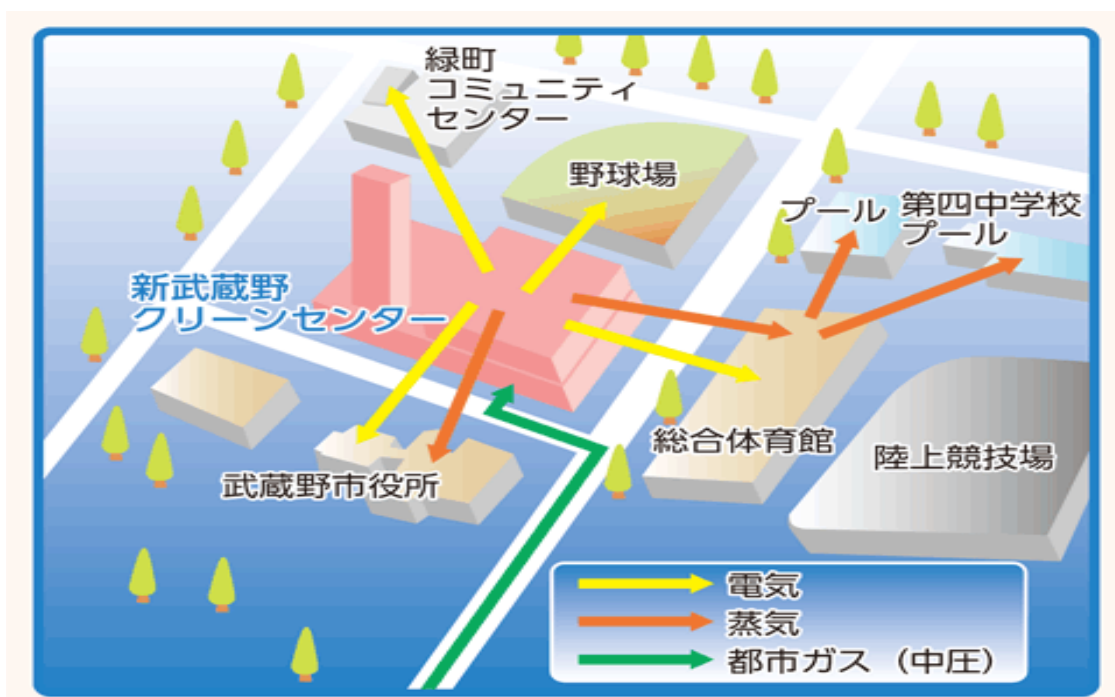 緑町
コミュニティ
センター
野球場
プール
第四中学校
プール
新武蔵野
クリーンセンター
総合体育館
陸上競技場
武蔵野市役所
電気
蒸気
都市ガス（中圧）